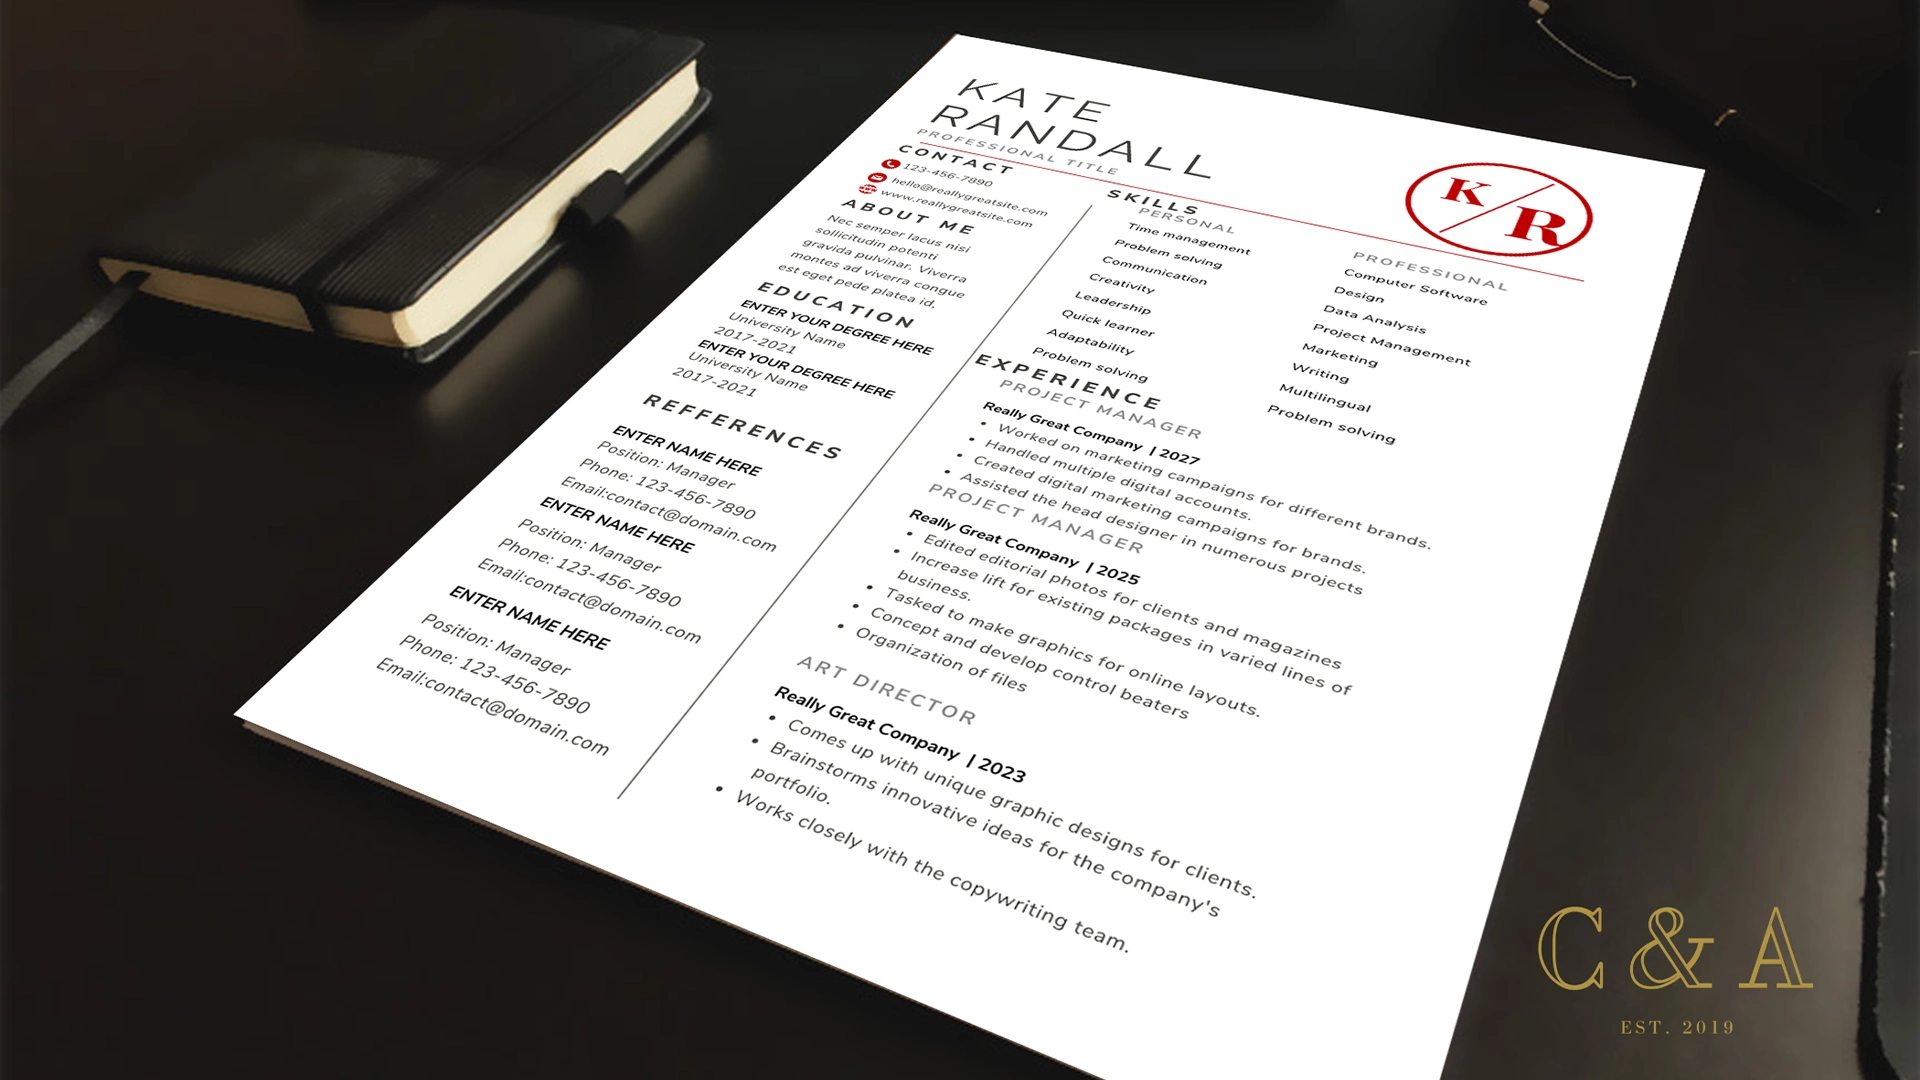 KATE
RANDALL
PROFESSIONAL TITLE
K R
CONTACT
123-456-7890
hello@reallygreatsite.com
www.reallygreatsite.com
ABOUT ME
Nec semper lacus nisi
sollicitudin potenti
gravida pulvinar. Viverra
montes ad viverra congue
est eget pede platea id.
EDUCATION
ENTER YOUR DEGREE HERE
University Name
2017-2021
ENTER YOUR DEGREE HERE
University Name
2017-2021
REFFERENCES
ENTER NAME HERE
Position: Manager
Phone: 123-456-7890
Email:contact@domain.com
ENTER NAME HERE
Position: Manager
Phone: 123-456-7890
Email:contact@domain.com
ENTER NAME HERE
Position: Manager
Phone: 123-456-7890
Email:contact@domain.com
SKILLS
PERSONAL
Time management
Problem solving
Communication
Creativity
Leadership
Quick learner
Adaptability
Problem solving
PROFESSIONAL
Computer Software
Design
Data Analysis
Project Management
Marketing
Writing
Multilingual
Problem solving
EXPERIENCE
PROJECT MANAGER
Really Great Company | 2027
• Worked on marketing campaigns for different brands.
• Handled multiple digital accounts.
• Created digital marketing campaigns for brands.
• Assisted the head designer in numerous projects
PROJECT MANAGER
Really Great Company | 2025
• Edited editorial photos for clients and magazines
• Increase lift for existing packages in varied lines of
business.
• Tasked to make graphics for online layouts.
• Concept and develop control beaters
• Organization of files
ART DIRECTOR
Really Great Company | 2023
• Comes up with unique graphic designs for clients.
• Brainstorms innovative ideas for the company's
portfolio.
• Works closely with the copywriting team.
C & A
EST. 2019